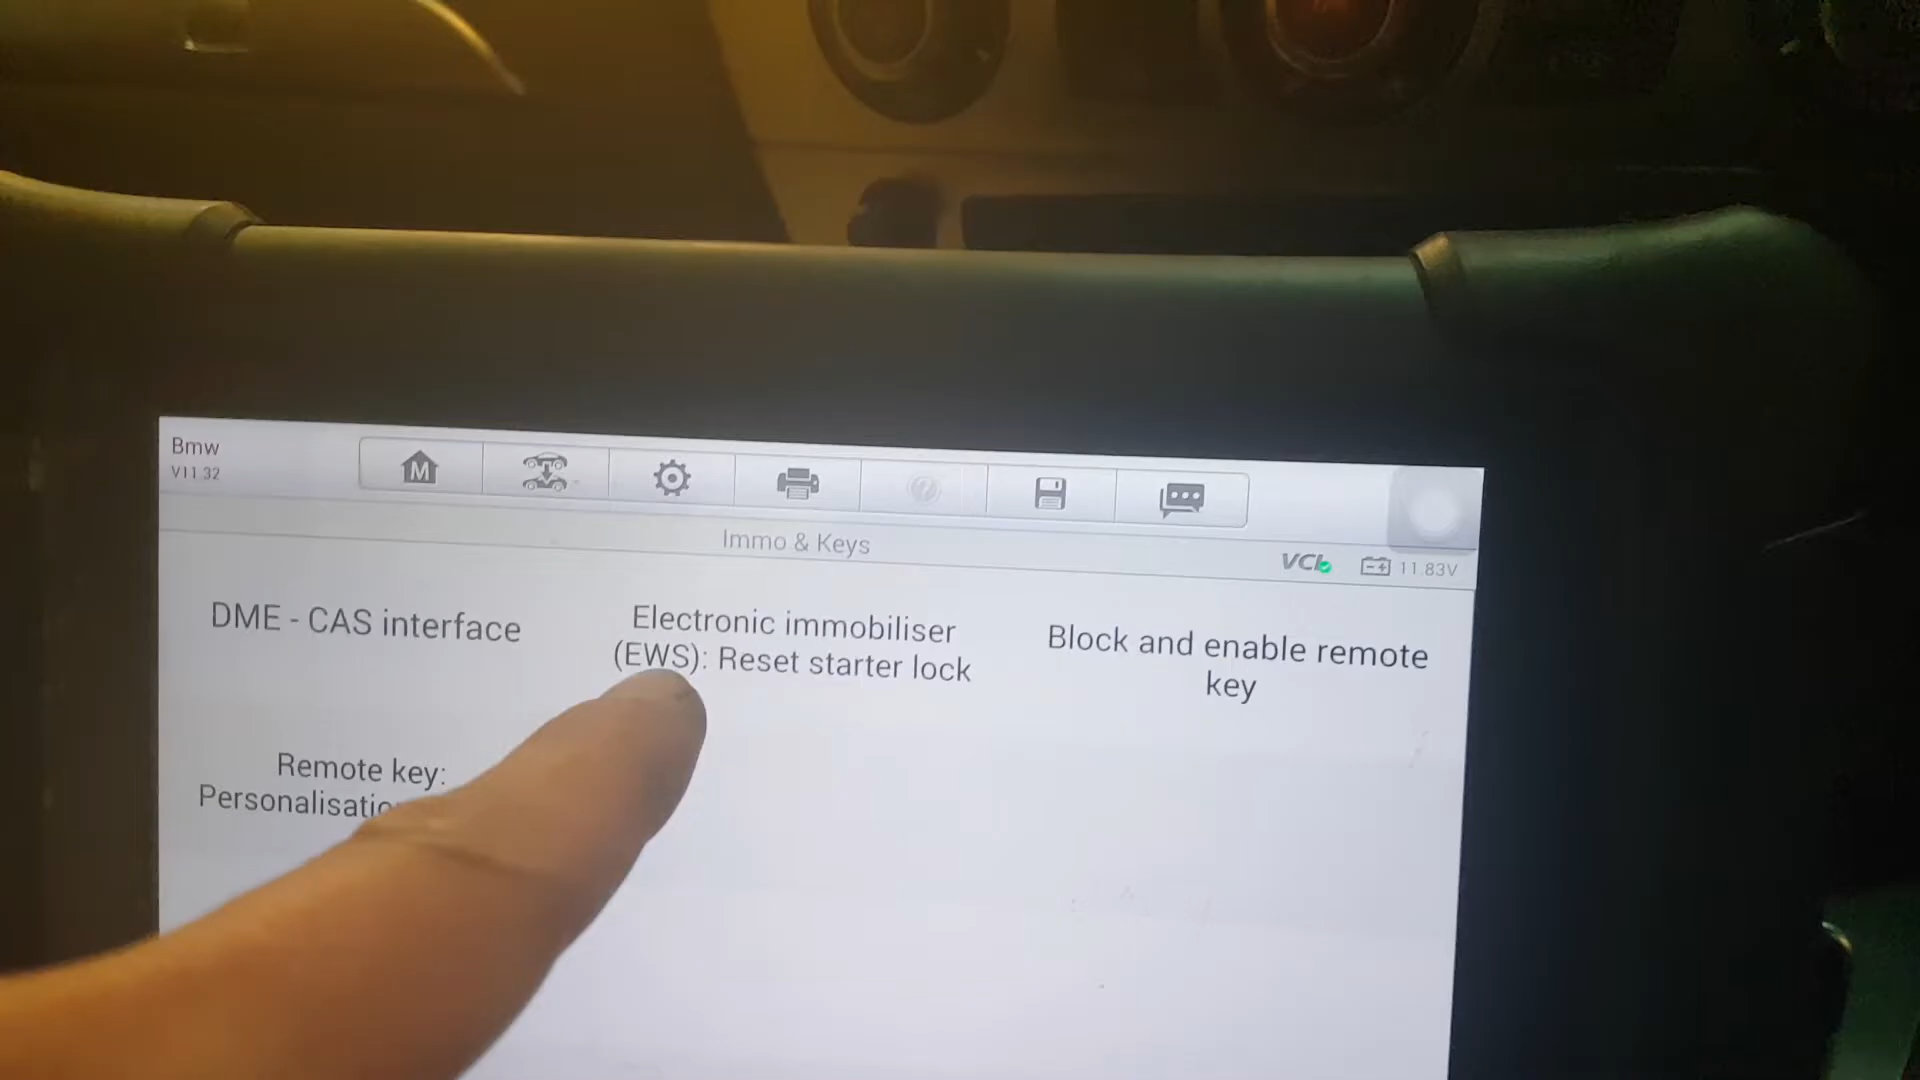 Bmw
V11.32
M
Immo & Keys
VCI
11.83V
DME - CAS interface
Electronic immobiliser
(EWS): Reset starter lock
Block and enable remote
key
Remote key: